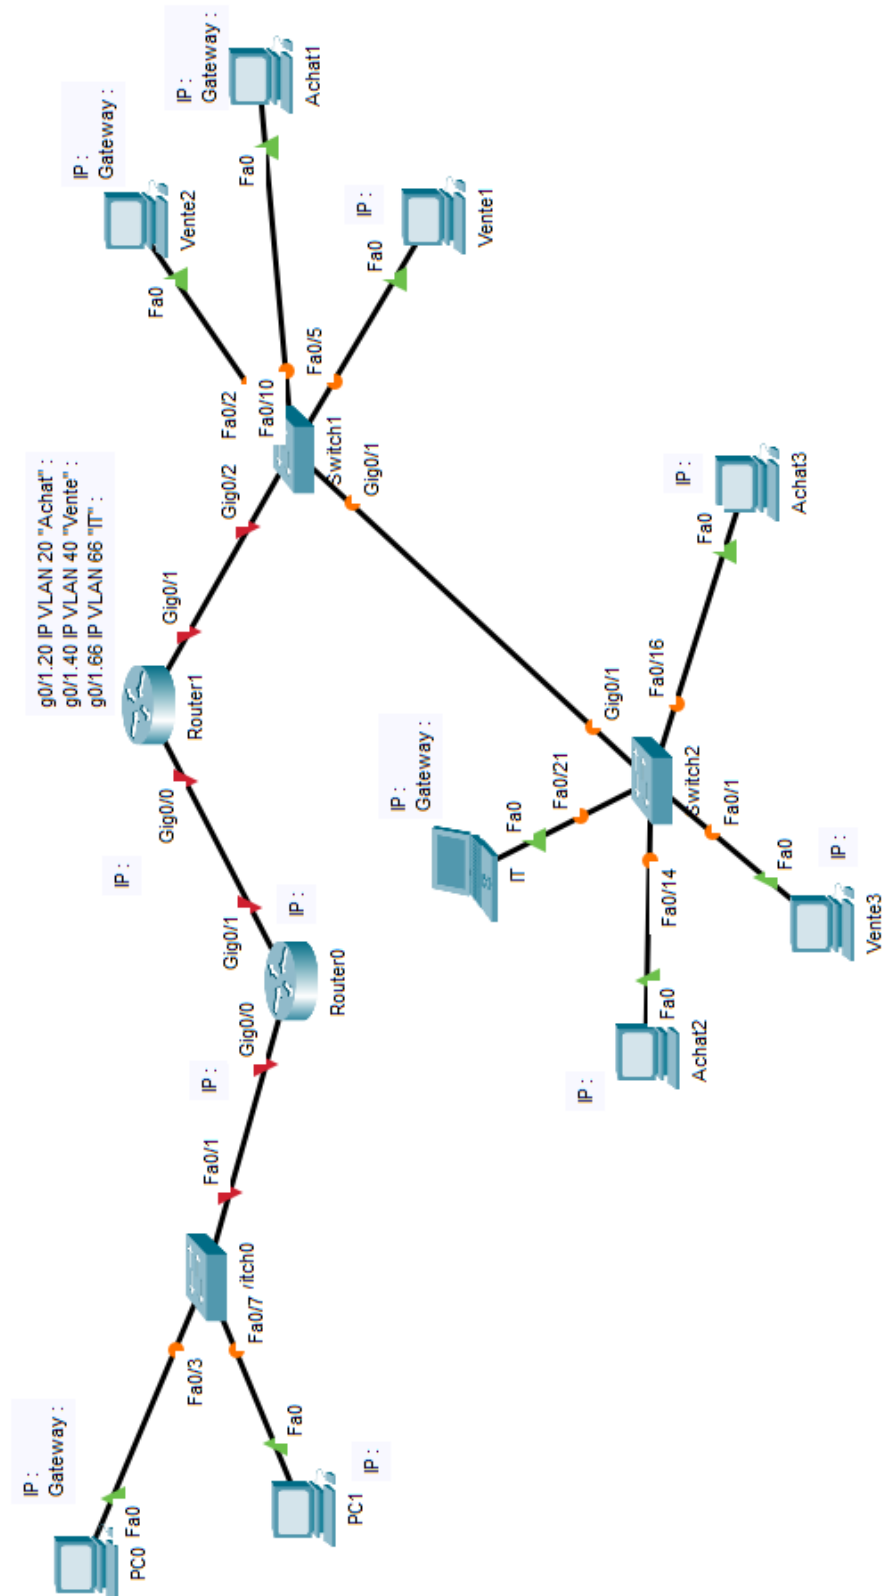 IP :
Gateway :
PC0
Fa0
Fa0/3
Fa0/7
itch0
Fa0/1
Fa0
PC1
IP :
IP :
Gig0/0
Router0
Gig0/1
IP :
IP :
Gig0/0
Router1
Gig0/1
g0/1.20 IP VLAN 20 "Achat" :
g0/1.40 IP VLAN 40 "Vente" :
g0/1.66 IP VLAN 66 "IT" :
Gig0/2
Fa0/2
Fa0/10
Fa0/5
Switch1
Gig0/1
Fa0
Vente2
IP :
Gateway :
IP :
Gateway :
Fa0
Achat1
IP :
Fa0
Vente1
IP :
Gateway :
IT
Fa0
Fa0/21
Gig0/1
Switch2
Fa0/14
Fa0/16
Fa0/1
IP :
Fa0
Achat2
Fa0
IP :
Vente3
IP :
Fa0
Achat3